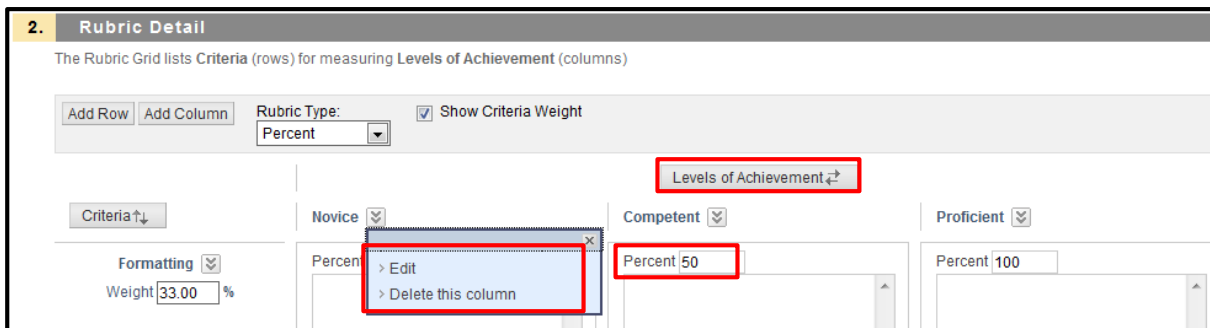 2. Rubric Detail
The Rubric Grid lists Criteria (rows) for measuring Levels of Achievement (columns)
Add Row Add Column Rubric Type: Show Criteria Weight
Percent
Levels of Achievement
Criteria Novice Competent Proficient
Formatting Percent Percent 50 Percent 100
> Edit
Weight 33.00 %
> Delete this column